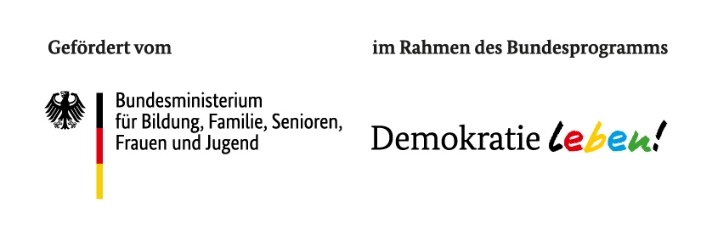 Gefördert vom
im Rahmen des Bundesprogramms
Bundesministerium
für Bildung, Familie, Senioren,
Frauen und Jugend
Demokratie leben!